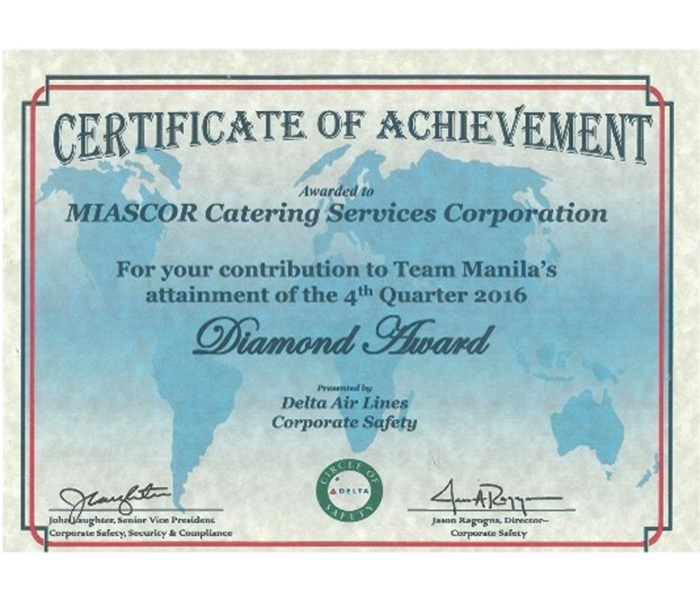 CERTIFICATE OF ACHIEVEMENT
Awarded to
MIASCOR Catering Services Corporation
For your contribution to Team Manila's
attainment of the 4th Quarter 2016
Diamond Award
Presented by
Delta Air Lines
Corporate Safety
CIRCLE OF
DELTA
SAFETY
John Laughter, Senior Vice President
Corporate Safety, Security & Compliance
Jason Ragogna, Director–
Corporate Safety